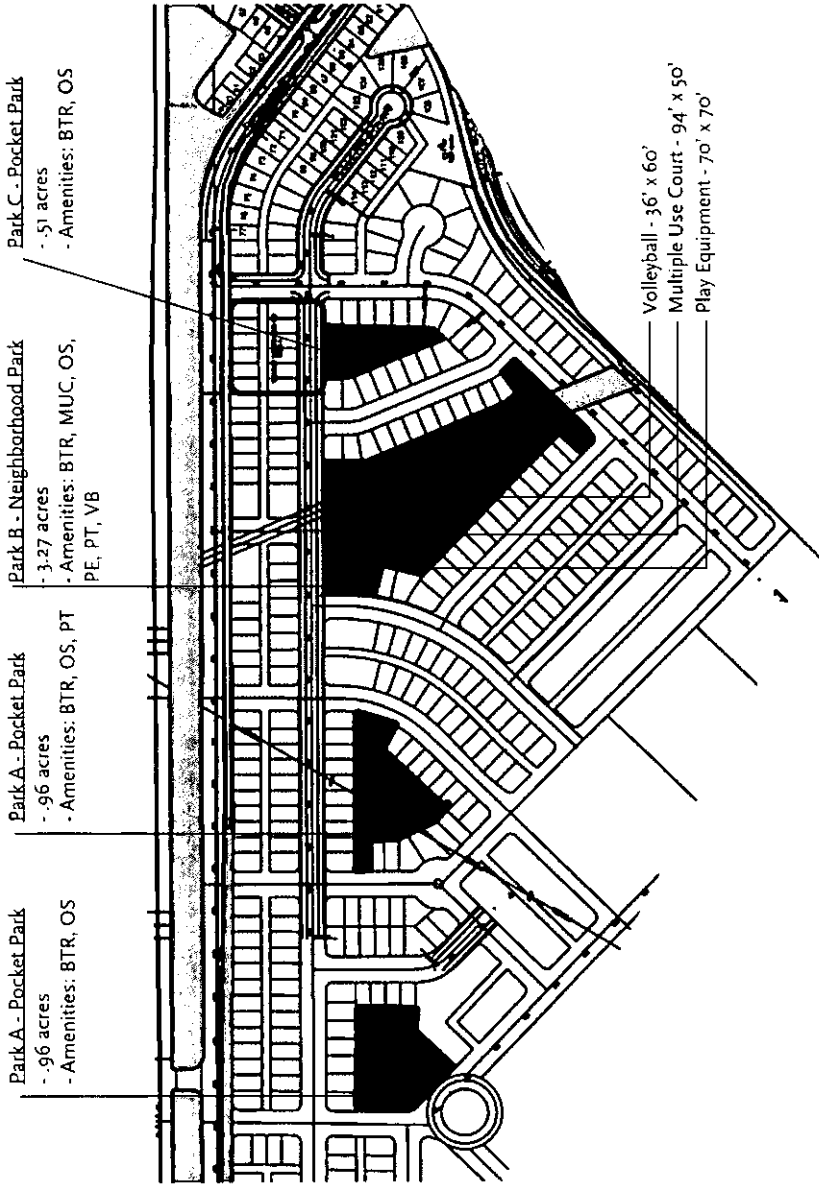 Park A - Pocket Park
- .96 acres
- Amenities: BTR, OS
Park A - Pocket Park
- .96 acres
- Amenities: BTR, OS, PT
Park B - Neighborhood Park
- 3.27 acres
- Amenities: BTR, MUC, OS,
PE, PT, VB
Park C - Pocket Park
- .51 acres
- Amenities: BTR, OS
Volleyball - 36' x 60'
Multiple Use Court - 94' x 50'
Play Equipment - 70' x 70'